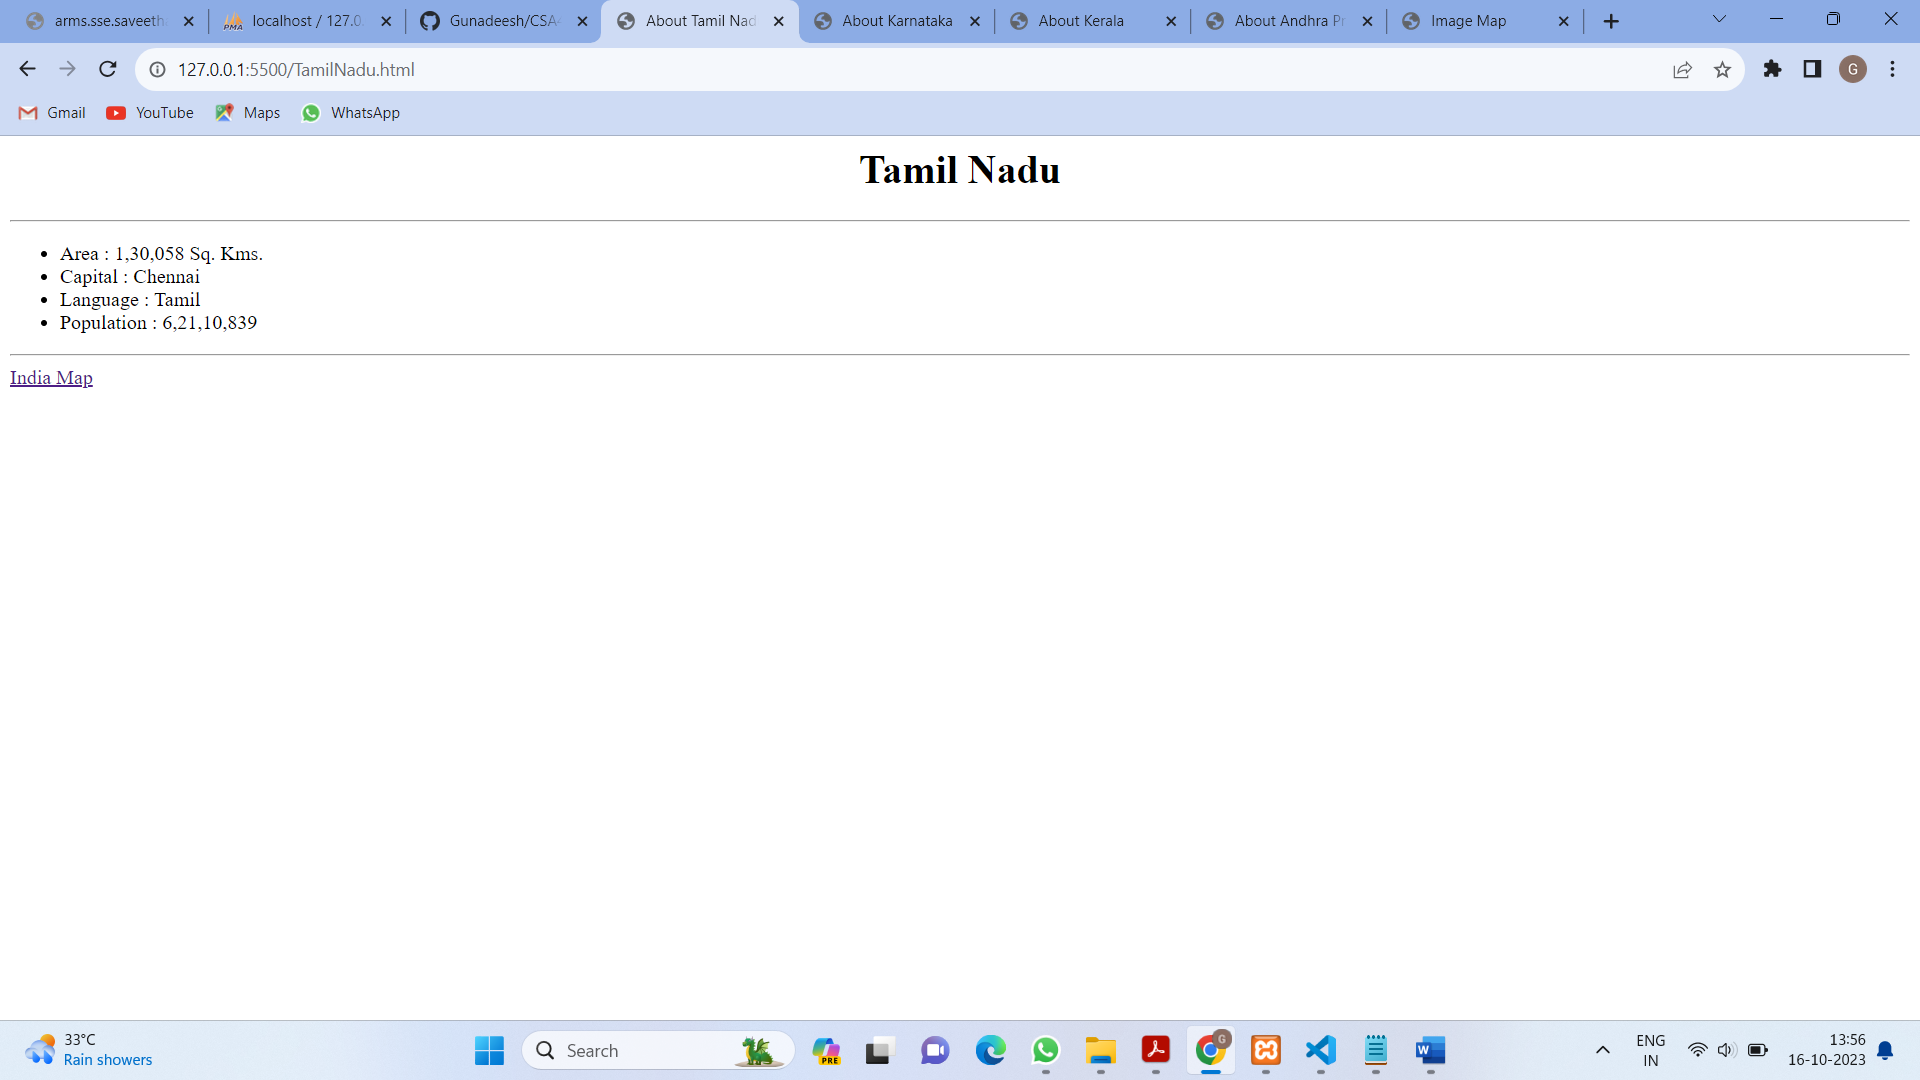 arms.sse.saveeth
localhost / 127.0.
Gunadeesh/CSA4
About Tamil Nad
About Karnataka
About Kerala
About Andhra Pr
Image Map
127.0.0.1:5500/TamilNadu.html
G
Gmail
YouTube
Maps
WhatsApp
Tamil Nadu
Area : 1,30,058 Sq. Kms.
Capital : Chennai
Language : Tamil
Population : 6,21,10,839
India Map
33°C
Rain showers
Search
PRE
G
ENG
IN
13:56
16-10-2023